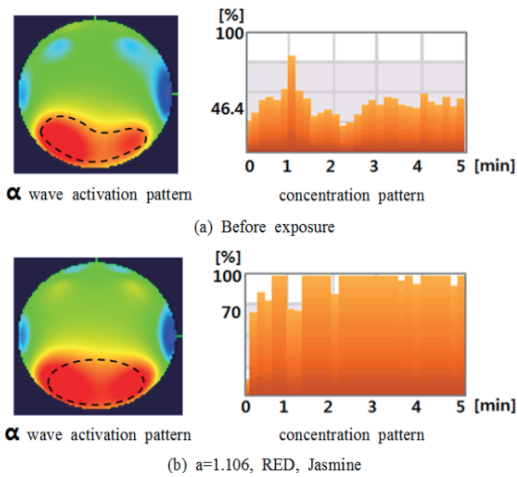 [%]
100
46.4
0 1 2 3 4 5 [min]
α wave activation pattern
concentration pattern
(a) Before exposure
[%]
100
70
0 1 2 3 4 5 [min]
α wave activation pattern
concentration pattern
(b) a=1.106, RED, Jasmine